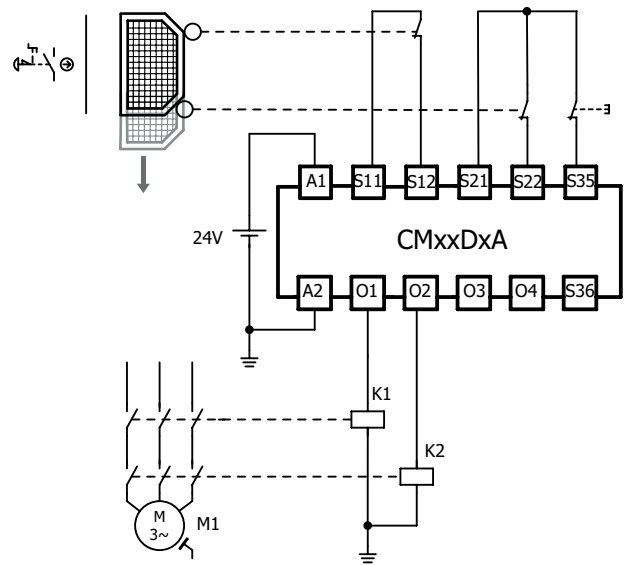 A1 S11 S12 S21 S22 S35
24V
CMxxDxA
A2 O1 O2 O3 O4 S36
K1
K2
M
3~
M1